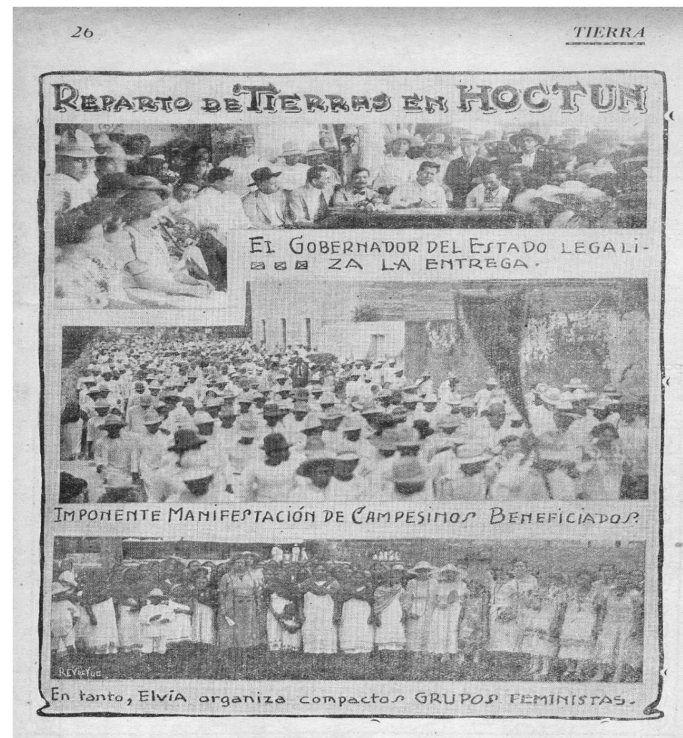 26
TIERRA
REPARTO DE TIERRAS EN HOCTUN
EL GOBERNADOR DEL ESTADO LEGALI-
ZA LA ENTREGA.
IMPONENTE MANIFESTACIÓN DE CAMPESINOS BENEFICIADOS.
En tanto, ELVIA organiza compactos GRUPOS FEMINISTAS.